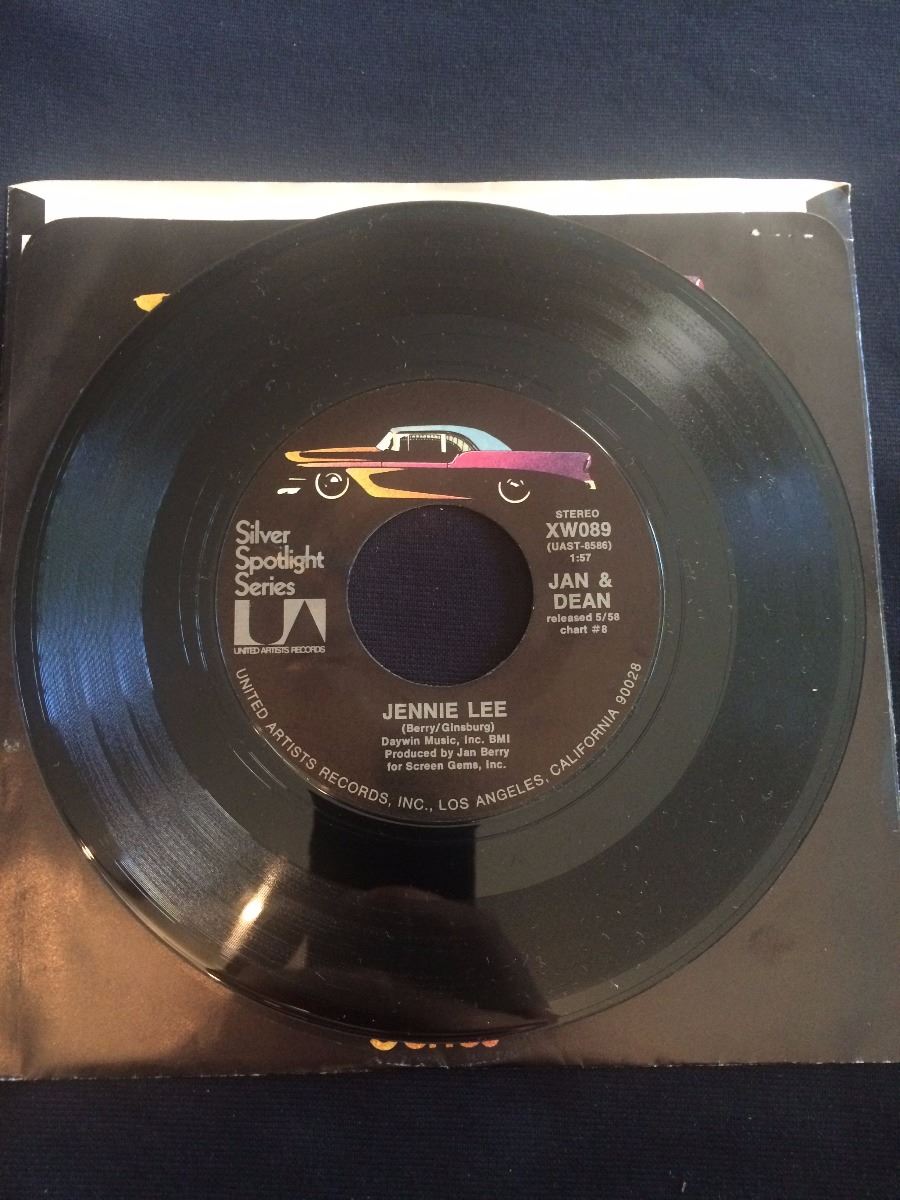 Silver
Spotlight
Series
UA
UNITED ARTISTS RECORDS
STEREO
XW089
(UAST-8586)
1:57
JAN &
DEAN
released 5/58
chart #8
JENNIE LEE
(Berry/Ginsburg)
Daywin Music, Inc. BMI
Produced by Jan Berry
for Screen Gems, Inc.
UNITED ARTISTS RECORDS, INC., LOS ANGELES, CALIFORNIA 90028